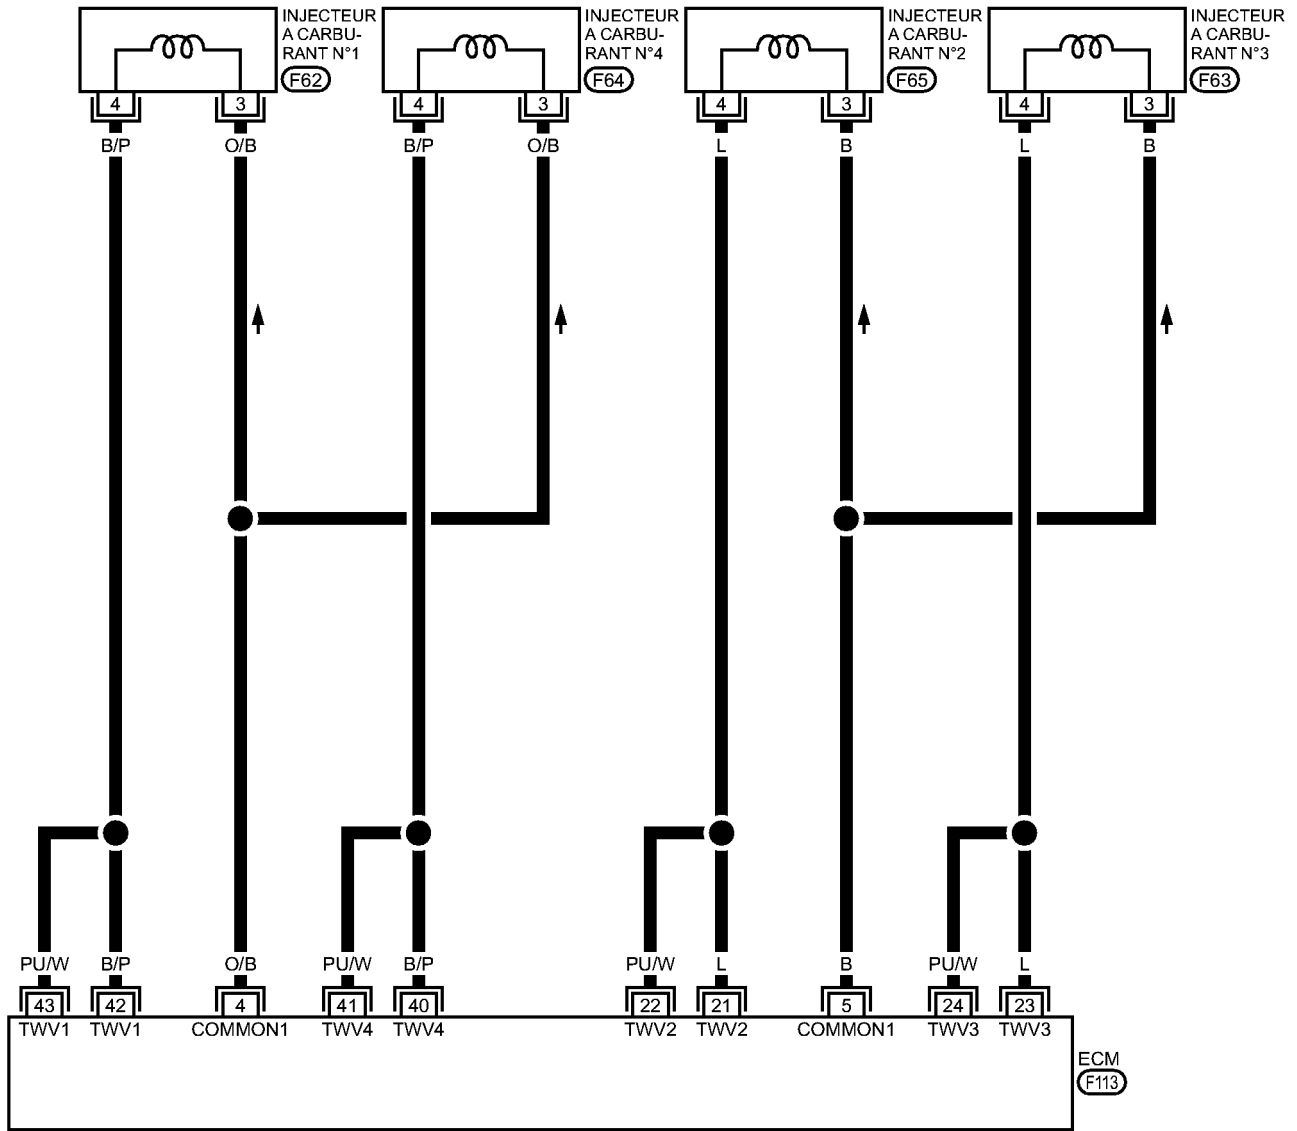 INJECTEUR
A CARBU-
RANT N°1
F62
INJECTEUR
A CARBU-
RANT N°4
F64
INJECTEUR
A CARBU-
RANT N°2
F65
INJECTEUR
A CARBU-
RANT N°3
F63
4 3 4 3 4 3 4 3
B/P O/B B/P O/B L B L B
PU/W B/P O/B PU/W B/P PU/W L B PU/W L
43 42 4 41 40 22 21 5 24 23
TWV1 TWV1 COMMON1 TWV4 TWV4 TWV2 TWV2 COMMON1 TWV3 TWV3
ECM
F113